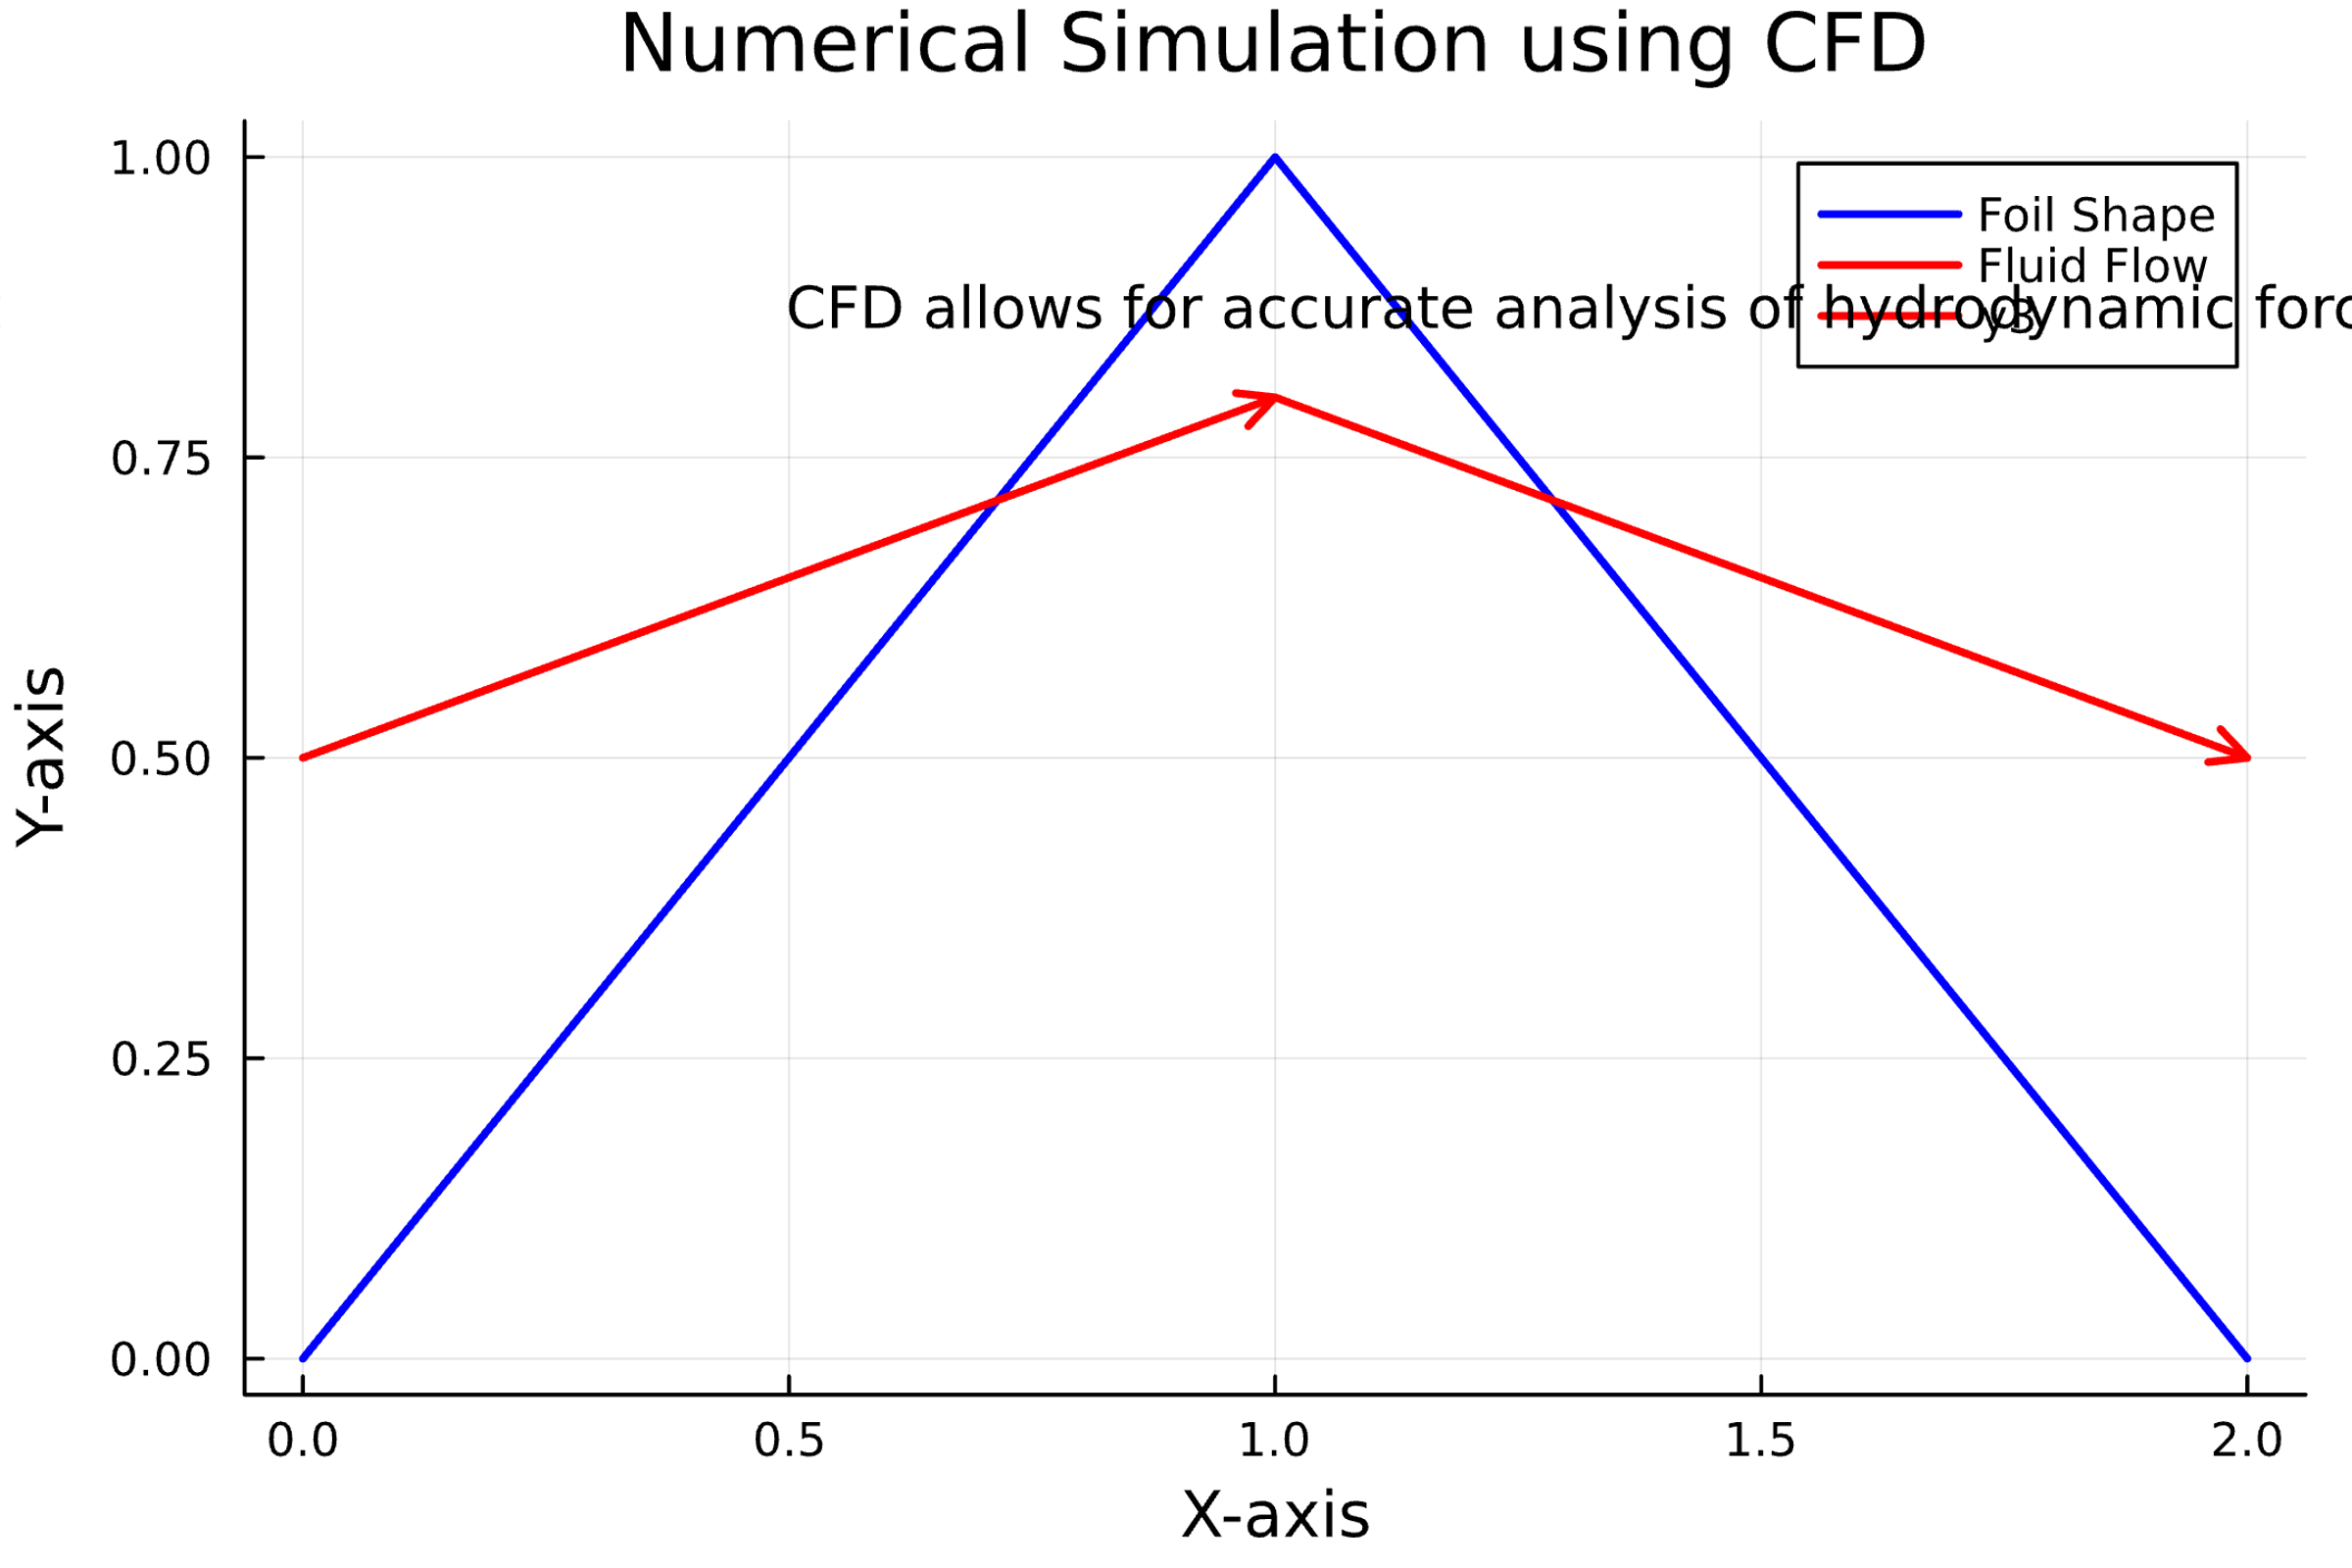 Numerical Simulation using CFD
1.00
0.75
0.50
0.25
0.00
Y-axis
Foil Shape
Fluid Flow
y3
CFD allows for accurate analysis of hydrodynamic forc
0.0 0.5 1.0 1.5 2.0
X-axis